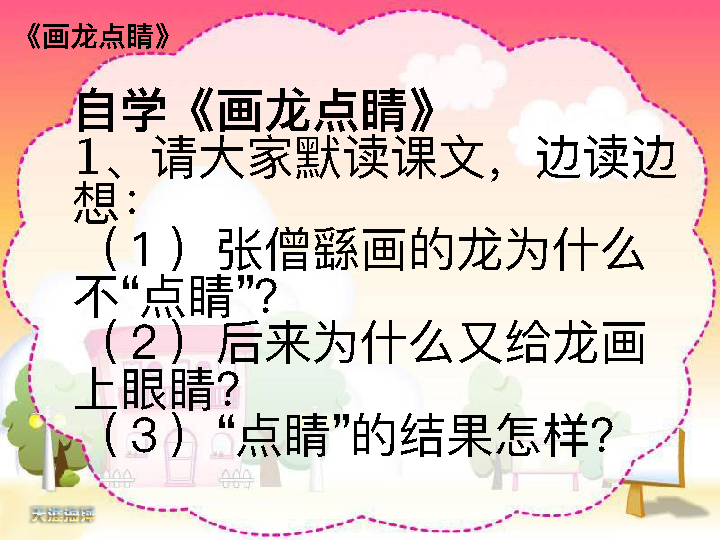 《画龙点睛》
自学《画龙点睛》
1、请大家默读课文，边读边
想：
（1）张僧繇画的龙为什么
不“点睛”？
（2）后来为什么又给龙画
上眼睛？
（3）“点睛”的结果怎样？